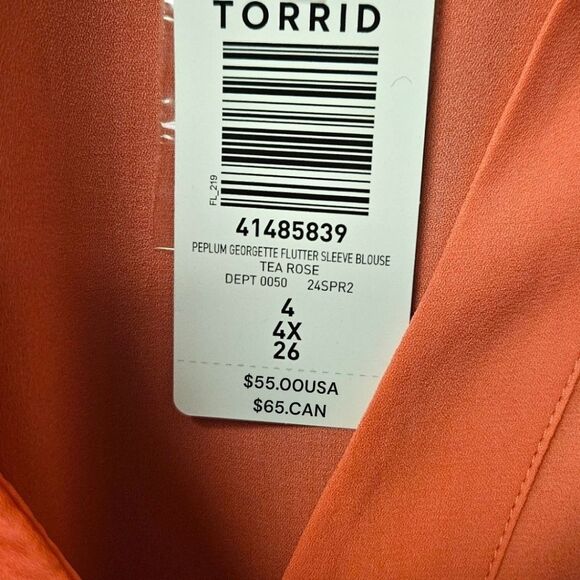 TORRID
FL_219
41485839
PEPLUM GEORGETTE FLUTTER SLEEVE BLOUSE
TEA ROSE
DEPT 0050 24SPR2
4
4X
26
$55.00USA
$65.CAN